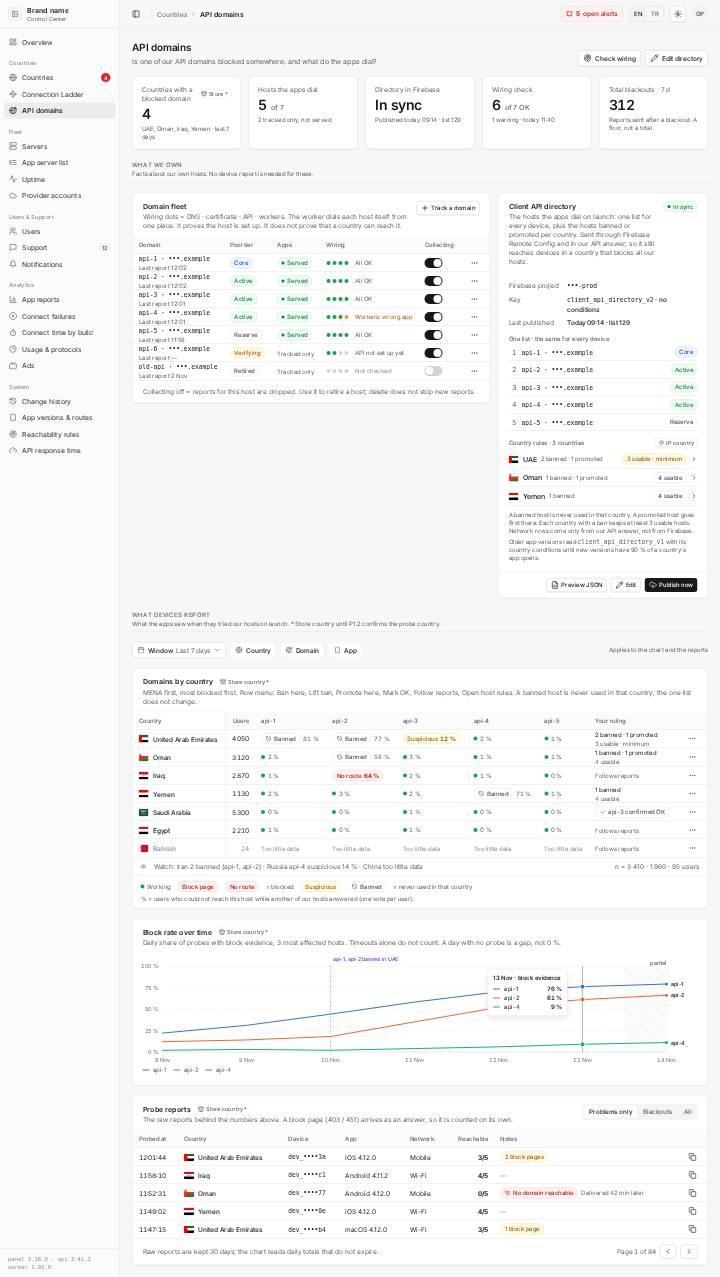 Brand name
Control Center
Countries > API domains
5 open alerts
EN TR
OP
Overview
Countries
Countries 4
Connection Ladder
API domains
Fleet
Servers
App server list
Uptime
Provider accounts
Users & Support
Users
Support 12
Notifications
Analytics
App reports
Connect failures
Connect time by build
Usage & protocols
Ads
System
Change history
App versions & routes
Reachability rules
API response time
panel 3.18.0 · api 2.41.2
worker 1.92.0
API domains
Is one of our API domains blocked somewhere, and what do the apps dial?
Check wiring
Edit directory
Countries with a blocked domain Store *
4
UAE, Oman, Iraq, Yemen · last 7 days
Hosts the apps dial
5 of 7
2 tracked only, not served
Directory in Firebase
In sync
Published today 09:14 · list 129
Wiring check
6 of 7 OK
1 warning · today 11:40
Total blackouts · 7 d
312
Reports sent after a blackout. A floor, not a total
WHAT WE OWN
Facts about our own hosts. No device report is needed for these.
Domain fleet
Wiring dots = DNS · certificate · API · workers. The worker dials each host itself from
one place. It proves the host is set up. It does not prove that a country can reach it.
+ Track a domain
Domain Pool tier Apps Wiring Collecting
api-1 · •••.example Core Served All OK
Last report 12:02
api-2 · •••.example Active Served All OK
Last report 12:02
api-3 · •••.example Active Served All OK
Last report 12:01
api-4 · •••.example Active Served Workers: wrong app
Last report 12:01
api-5 · •••.example Reserve Served All OK
Last report 11:58
api-6 · •••.example Verifying Tracked only API not set up yet
Last report —
old-api · •••.example Retired Tracked only Not checked
Last report 2 Nov
Collecting off = reports for this host are dropped. Use it to retire a host; delete does not stop new reports.
Client API directory In sync
The hosts the apps dial on launch: one list for
every device, plus the hosts banned or
promoted per country. Sent through Firebase
Remote Config and in our API answer, so it still
reaches devices in a country that blocks all our
hosts.
Firebase project •••-prod
Key client_api_directory_v2 · no conditions
Last published Today 09:14 · list 129
One list · the same for every device
1 api-1 · •••.example Core
2 api-2 · •••.example Active
3 api-3 · •••.example Active
4 api-4 · •••.example Active
5 api-5 · •••.example Reserve
Country rules · 3 countries IP country
UAE 2 banned · 1 promoted 3 usable · minimum
Oman 1 banned · 1 promoted 4 usable
Yemen 1 banned 4 usable
A banned host is never used in that country. A promoted host goes
first there. Each country with a ban keeps at least 3 usable hosts.
Network rows come only from our API answer, not from Firebase.
Older app versions read client_api_directory_v1 with its
country conditions until new versions have 90 % of a country's
app opens.
Preview JSON
Edit
Publish now
WHAT DEVICES REPORT
What the apps saw when they tried our hosts on launch. * Store country until P1.2 confirms the probe country.
Window Last 7 days
Country
Domain
App
Applies to the chart and the reports
Domains by country Store country *
MENA first, most blocked first. Row menu: Ban here, Lift ban, Promote here, Mark OK, Follow reports, Open host rules. A banned host is never used in that country; the one list
does not change.
Country Users api-1 api-2 api-3 api-4 api-5 Your ruling
United Arab Emirates 4 050 Banned 81 % Banned 77 % Suspicious 12 % 2 % 1 % 2 banned · 1 promoted
3 usable · minimum
Oman 3 120 2 % Banned 58 % 3 % 1 % 1 % 1 banned · 1 promoted
4 usable
Iraq 2 870 1 % No route 64 % 2 % 1 % 0 % Follows reports
Yemen 1 130 2 % 3 % 2 % Banned 71 % 1 % 1 banned
4 usable
Saudi Arabia 5 300 0 % 0 % 1 % 0 % 0 % api-3 confirmed OK
Egypt 2 210 1 % 0 % 1 % 0 % 0 % Follows reports
Bahrain 24 Too little data Too little data Too little data Too little data Too little data Follows reports
Watch: Iran 2 banned (api-1, api-2) · Russia api-4 suspicious 14 % · China too little data
n = 3 410 · 1 960 · 95 users
Working Block page No route = blocked Suspicious Banned = never used in that country
% = users who could not reach this host while another of our hosts answered (one vote per user).
Block rate over time Store country *
Daily share of probes with block evidence, 3 most affected hosts. Timeouts alone do not count. A day with no probe is a gap, not 0 %.
api-1, api-2 banned in UAE
partial
100 %
75 %
50 %
25 %
0 %
13 Nov · block evidence
api-1 76 %
api-2 61 %
api-4 9 %
api-1
api-2
api-4
8 Nov 9 Nov 10 Nov 11 Nov 12 Nov 13 Nov 14 Nov
api-1 api-2 api-4
Probe reports Store country *
The raw reports behind the numbers above. A block page (403 / 451) arrives as an answer, so it is counted on its own.
Problems only Blackouts All
Probed at Country Device App Network Reachable Notes
12:01:44 United Arab Emirates dev_••••3a iOS 4.12.0 Mobile 3/5 2 block pages
11:58:10 Iraq dev_••••c1 Android 4.11.2 Wi-Fi 4/5 —
11:52:31 Oman dev_••••77 Android 4.12.0 Mobile 0/5 No domain reachable Delivered 42 min later
11:49:02 Yemen dev_••••0e iOS 4.12.0 Wi-Fi 4/5 —
11:47:15 United Arab Emirates dev_••••b4 macOS 4.12.0 Wi-Fi 3/5 1 block page
Raw reports are kept 30 days; the chart reads daily totals that do not expire.
Page 1 of 84